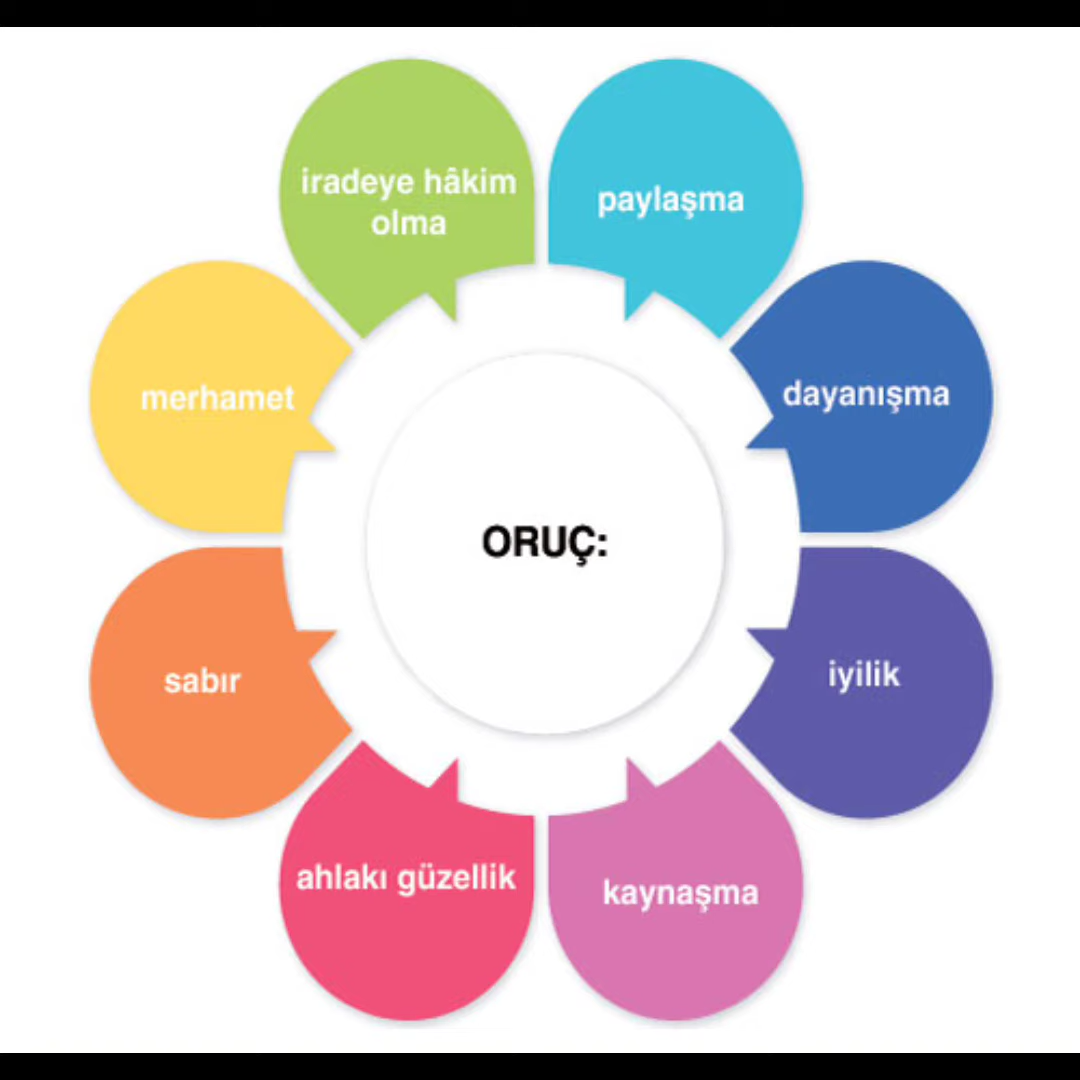 iradeye hâkim
olma
paylaşma
merhamet
dayanışma
ORUÇ:
sabır
iyilik
ahlakı güzellik
kaynaşma